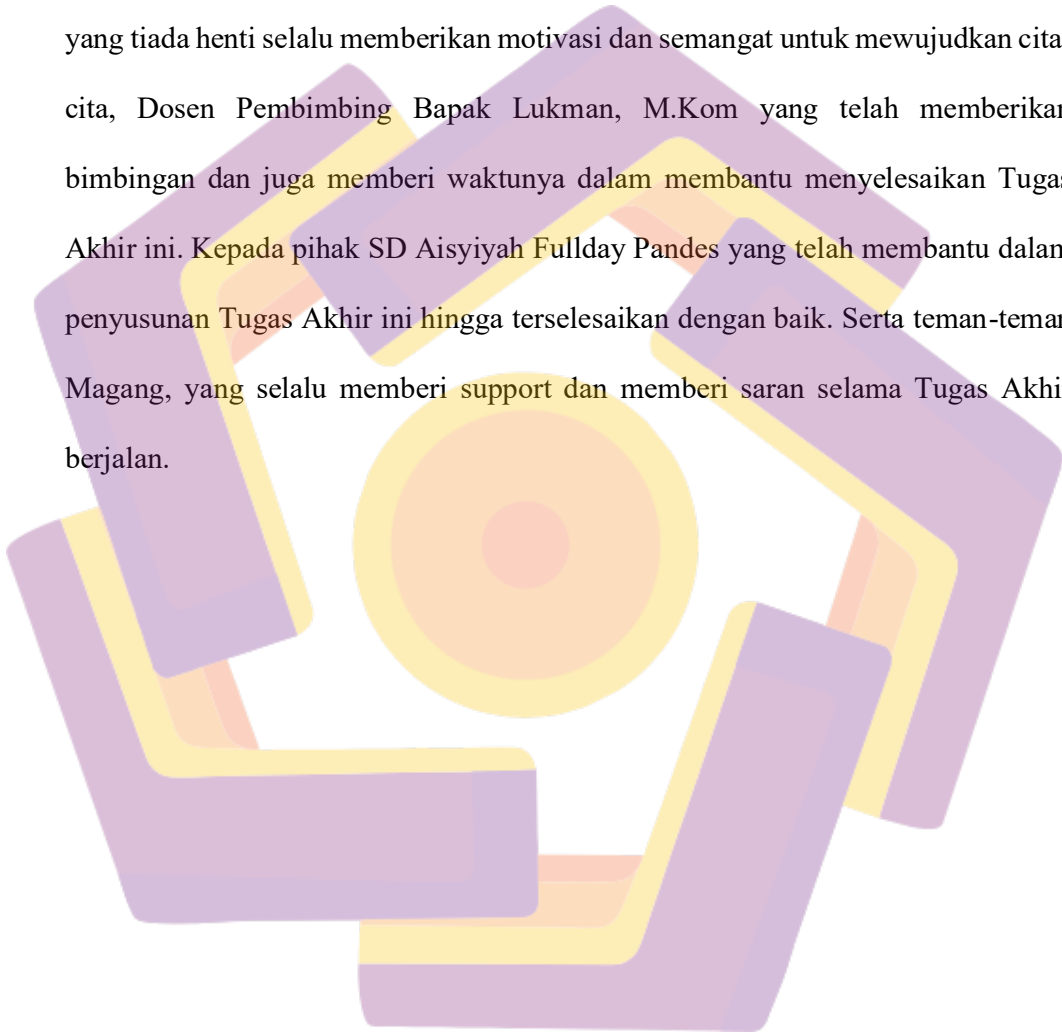 yang tiada henti selalu memberikan motivasi dan semangat untuk mewujudkan cita
cita, Dosen Pembimbing Bapak Lukman, M.Kom yang telah memberikan
bimbingan dan juga memberi waktunya dalam membantu menyelesaikan Tugas
Akhir ini. Kepada pihak SD Aisyiyah Fullday Pandes yang telah membantu dalam
penyusunan Tugas Akhir ini hingga terselesaikan dengan baik. Serta teman-teman
Magang, yang selalu memberi support dan memberi saran selama Tugas Akhi
berjalan.